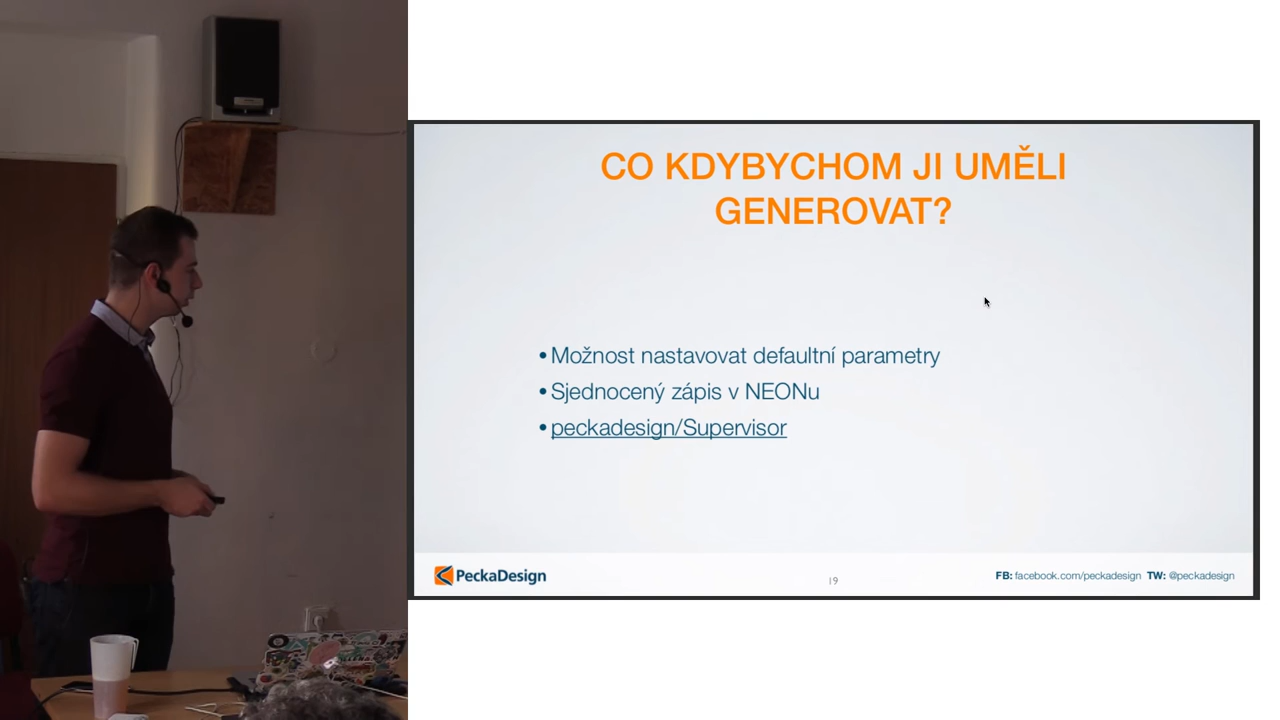 CO KDYBYCHOM JI UMĚLI
GENEROVAT?
•Možnost nastavovat defaultní parametry
•Sjednocený zápis v NEONu
•peckadesign/Supervisor
PeckaDesign
19
FB: facebook.com/peckadesign TW: @peckadesign